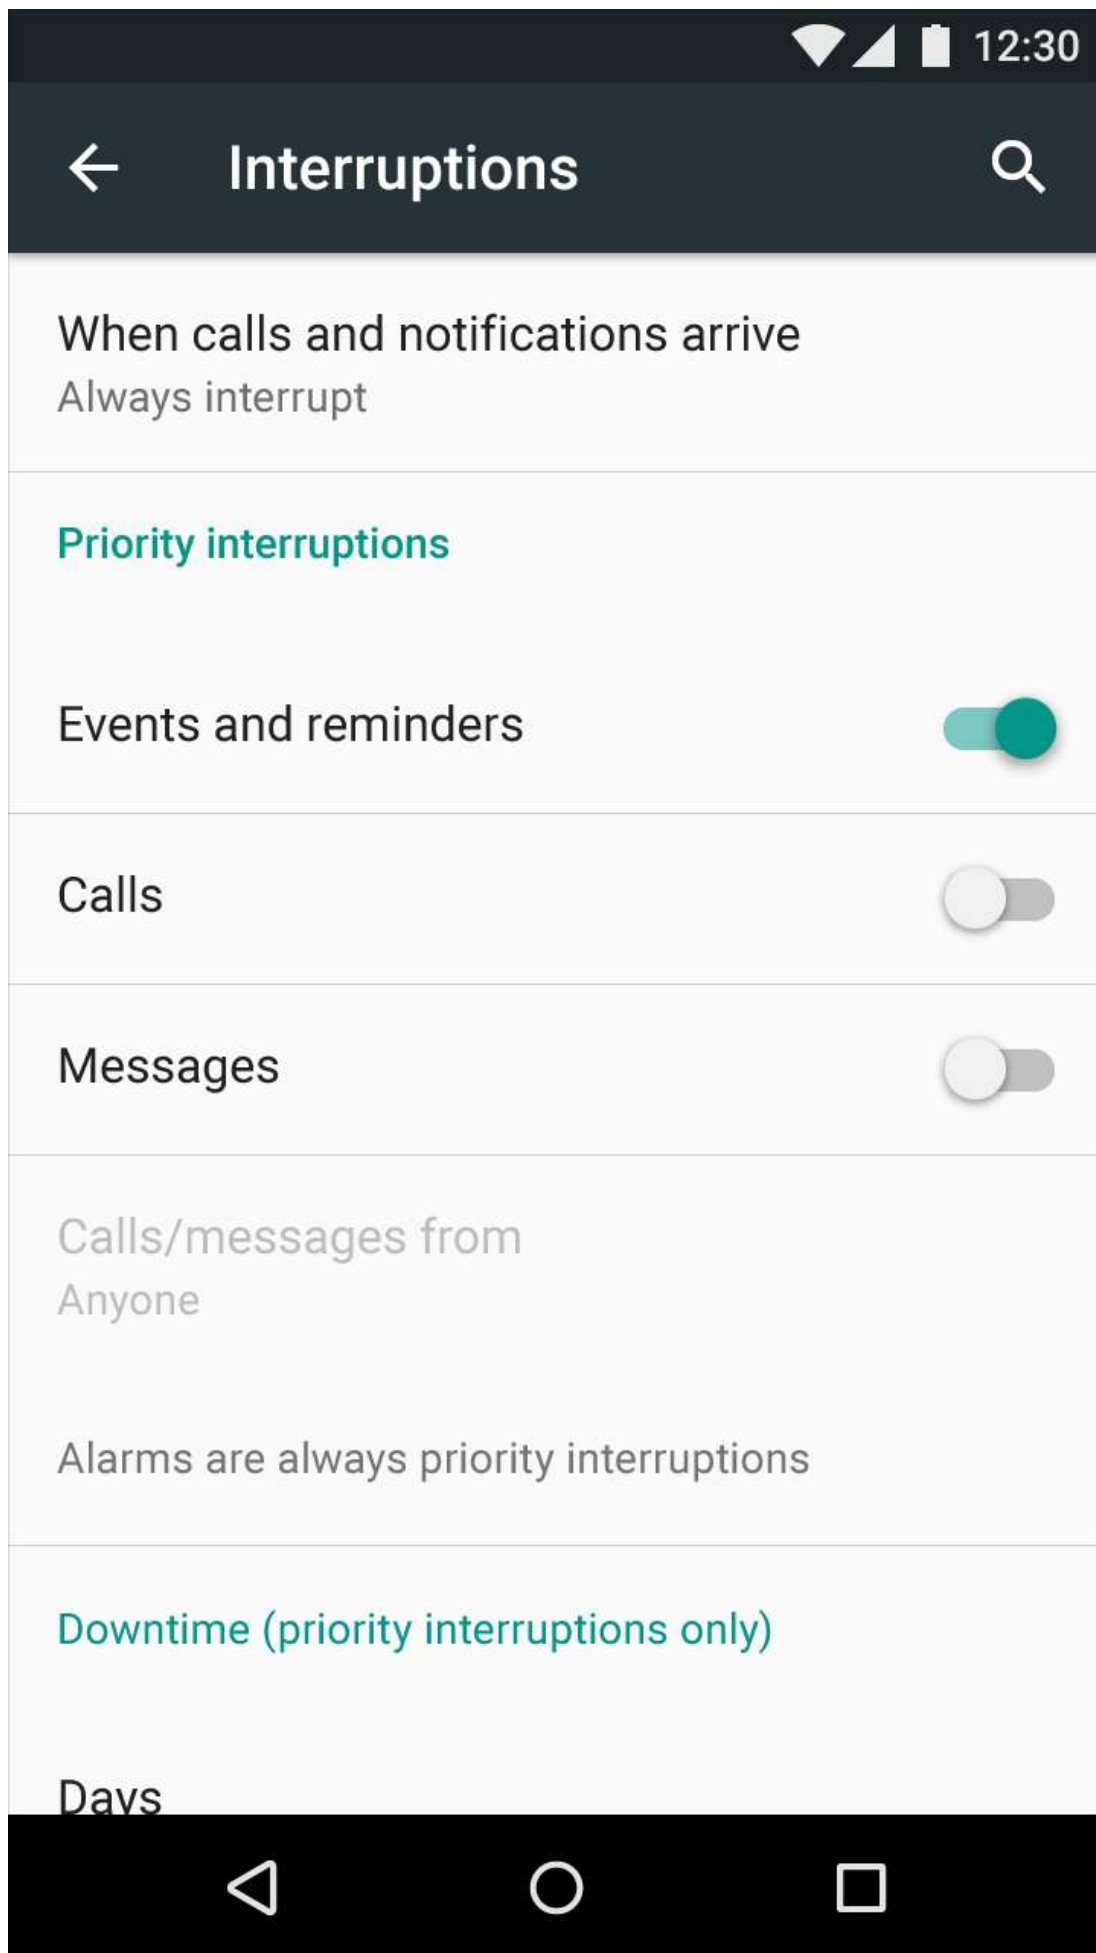 12:30
Interruptions
When calls and notifications arrive
Always interrupt
Priority interruptions
Events and reminders
Calls
Messages
Calls/messages from
Anyone
Alarms are always priority interruptions
Downtime (priority interruptions only)
Days